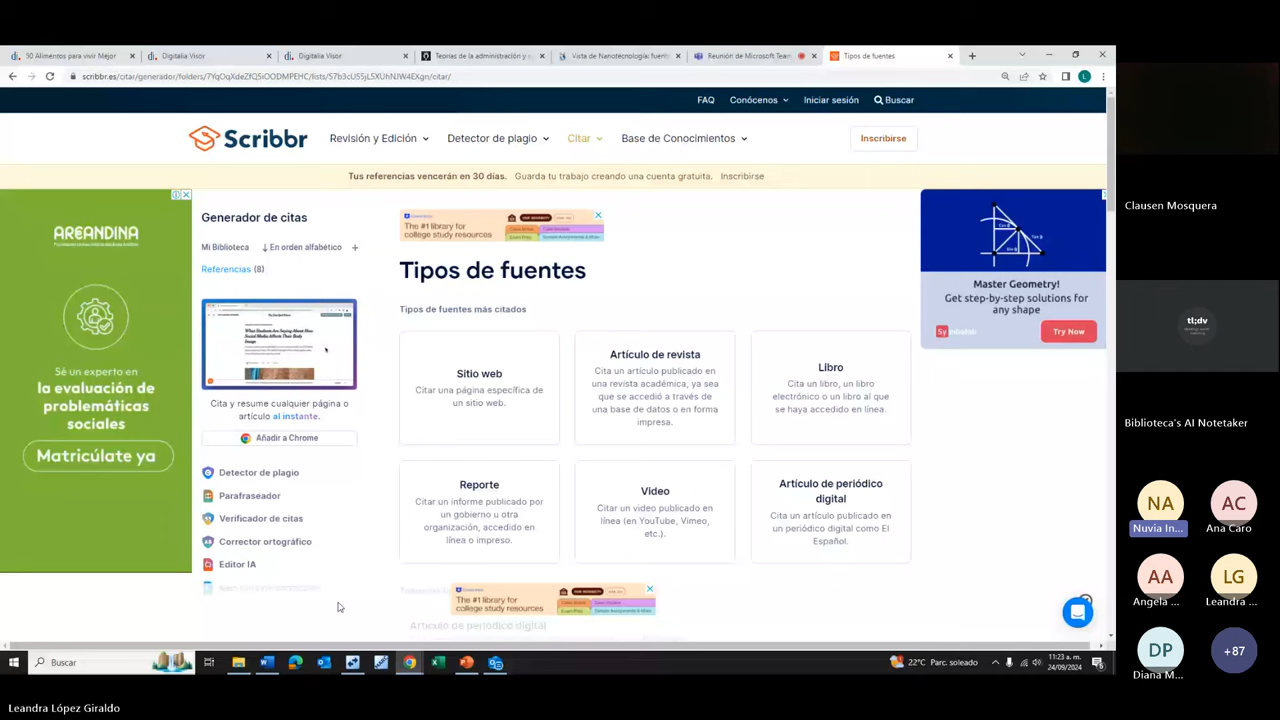 30 Alimentos para vivir Mejor
Digitalia Visor
Digitalia Visor
Teorías de la administración y
Vista de Nanotecnología: fuent
Reunión de Microsoft Team
Tipos de fuentes
FAQ
Conócenos
Iniciar sesión
Buscar
Scribbr
Revisión y Edición
Detector de plagio
Citar
Base de Conocimientos
Inscribirse
Tus referencias vencerán en 30 días. Guarda tu trabajo creando una cuenta gratuita. Inscribirse
AREANDINA
Sé un experto en
la evaluación de
problemáticas
sociales
Matricúlate ya
Generador de citas
Mi Biblioteca
En orden alfabético
+
Referencias (8)
Cita y resume cualquier página o
artículo al instante.
Añadir a Chrome
Detector de plagio
Parafraseador
Verificador de citas
Corrector ortográfico
Editor IA
The #1 library for
college study resources
Tipos de fuentes
Tipos de fuentes más citados
Sitio web
Citar una página específica de
un sitio web.
Artículo de revista
Cita un artículo publicado en
una revista académica, ya sea
que se accedió a través de
una base de datos o en forma
impresa.
Libro
Cita un libro, un libro
electrónico o un libro al que
se haya accedido en línea.
Reporte
Citar un informe publicado por
un gobierno u otra
organización, accedido en
línea o impreso.
Video
Citar un video publicado en
línea (en YouTube, Vimeo,
etc.).
Artículo de periódico
digital
Cita un artículo publicado en
un periódico digital como El
Español.
The #1 library for
college study resources
Artículo de periódico digital
Master Geometry!
Get step-by-step solutions for
any shape
Try Now
Buscar
22°C Parc. soleado
11:23 a. m.
24/09/2024
Clausen Mosquera
tl;dv
Biblioteca's AI Notetaker
NA
Nuvia In...
AC
Ana Caro
AA
Angela ...
LG
Leandra ...
DP
Diana M...
+87
Leandra López Giraldo